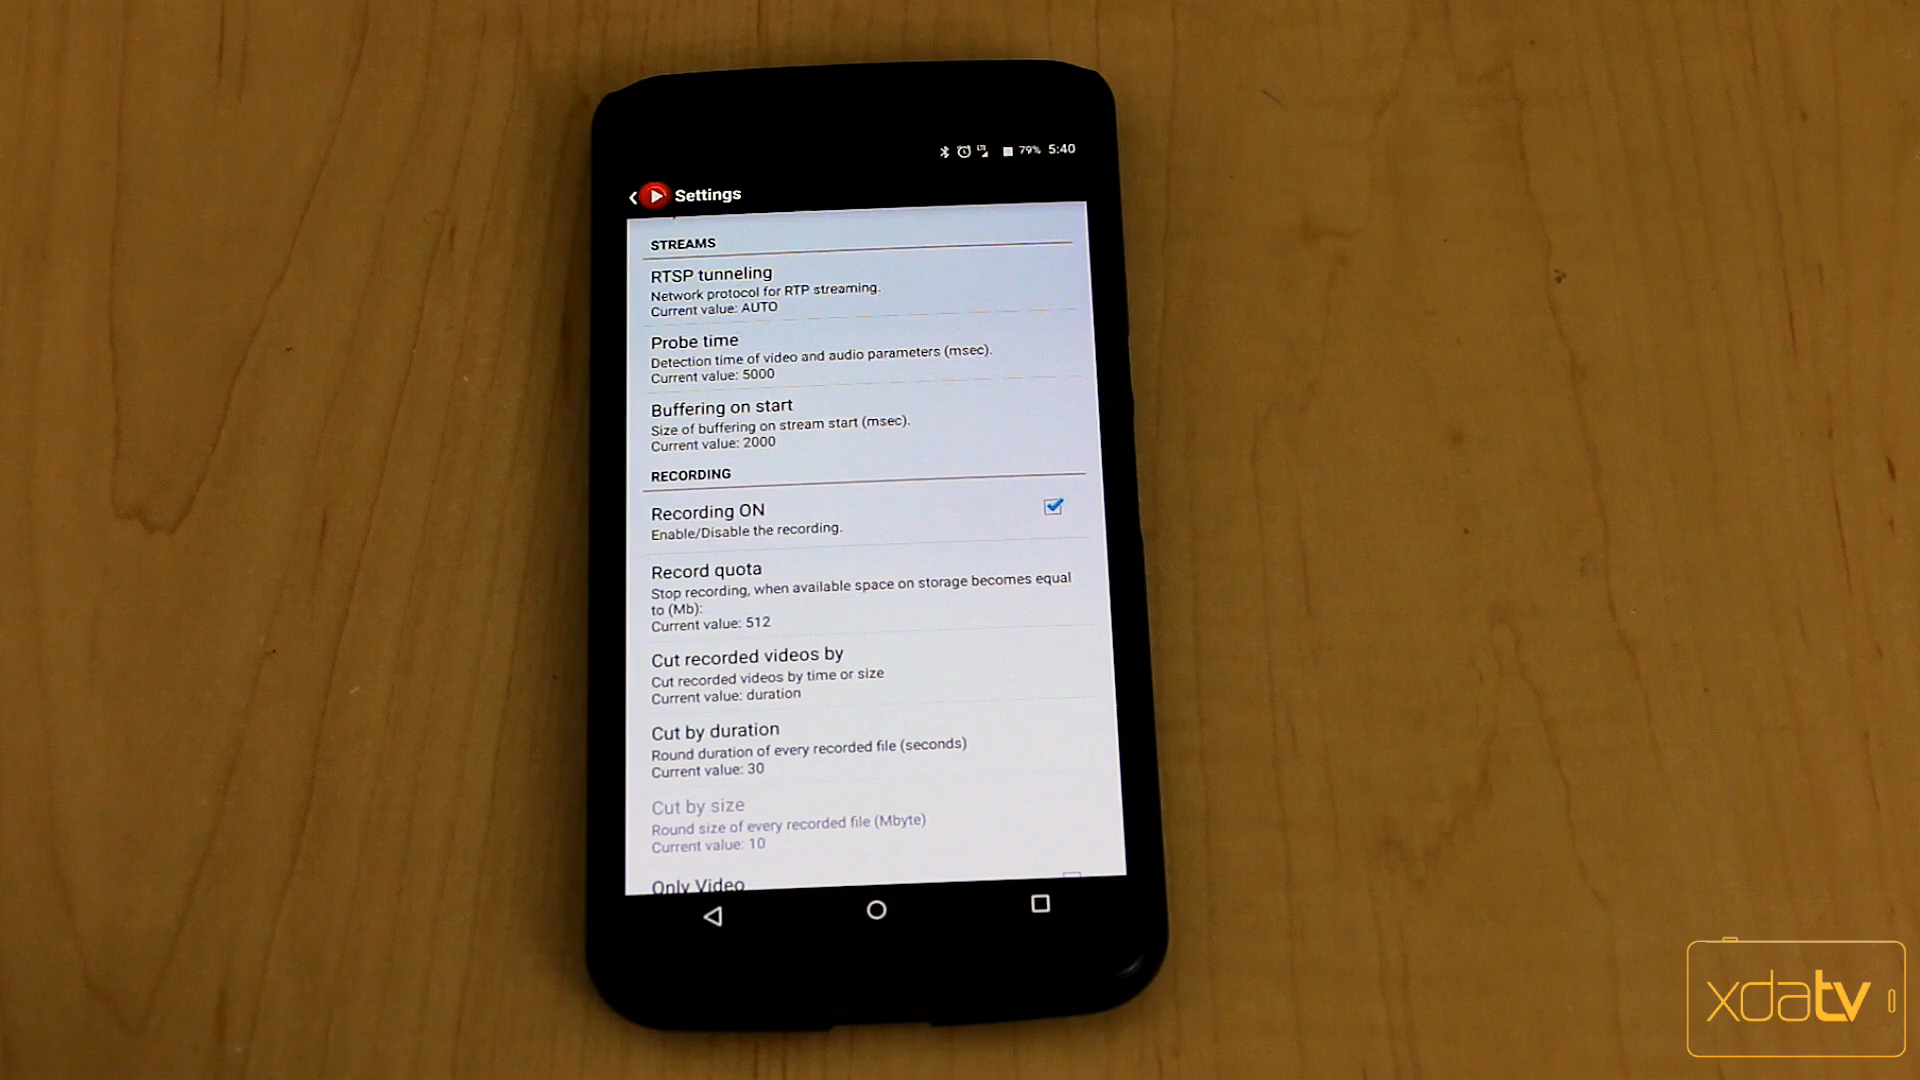 LTE 79% 5:40
Settings
STREAMS
RTSP tunneling
Network protocol for RTP streaming.
Current value: AUTO
Probe time
Detection time of video and audio parameters (msec).
Current value: 5000
Buffering on start
Size of buffering on stream start (msec).
Current value: 2000
RECORDING
Recording ON
Enable/Disable the recording.
Record quota
Stop recording, when available space on storage becomes equal
to (Mb):
Current value: 512
Cut recorded videos by
Cut recorded videos by time or size
Current value: duration
Cut by duration
Round duration of every recorded file (seconds)
Current value: 30
Cut by size
Round size of every recorded file (Mbyte)
Current value: 10
Only Video
xdatv